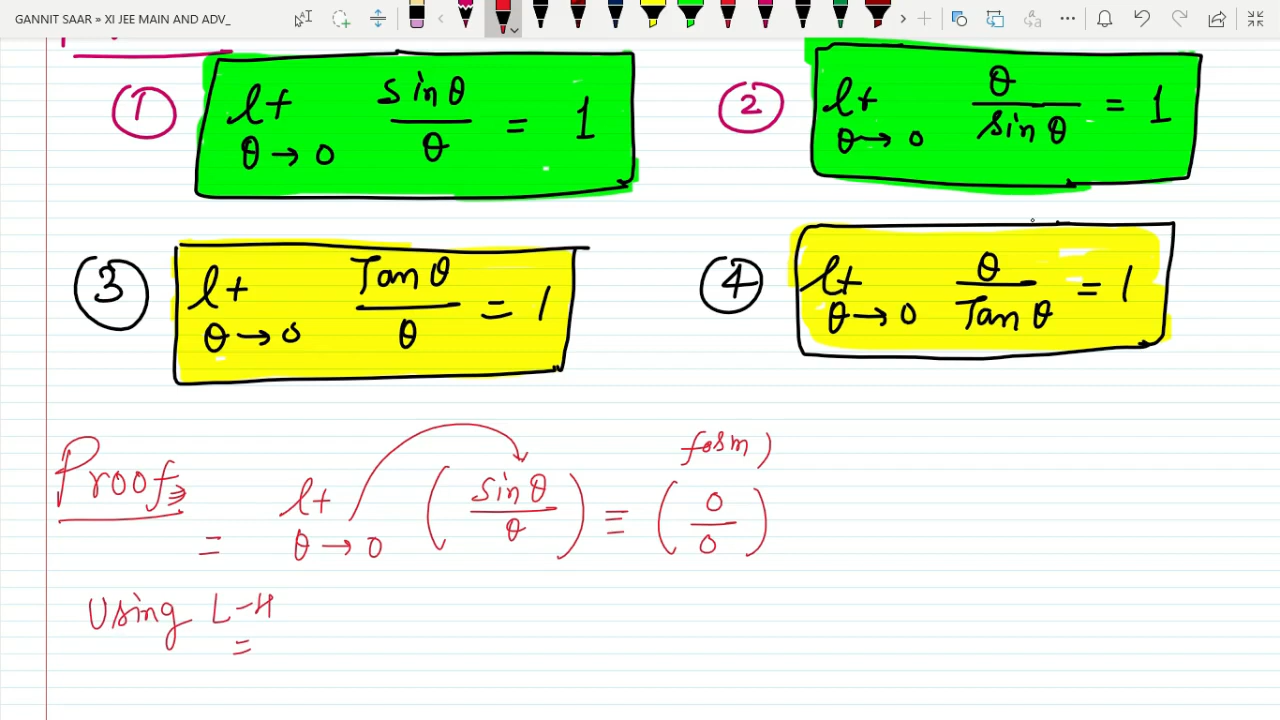 GANNIT SAAR » XI JEE MAIN AND ADV_
① lt θ→0 sinθ/θ = 1
② lt θ→0 θ/sinθ = 1
③ lt θ→0 Tanθ/θ = 1
④ lt θ→0 θ/Tanθ = 1
Proofs
= lt θ→0 (sinθ/θ) ≡ (0/0) form)
Using L-H
=